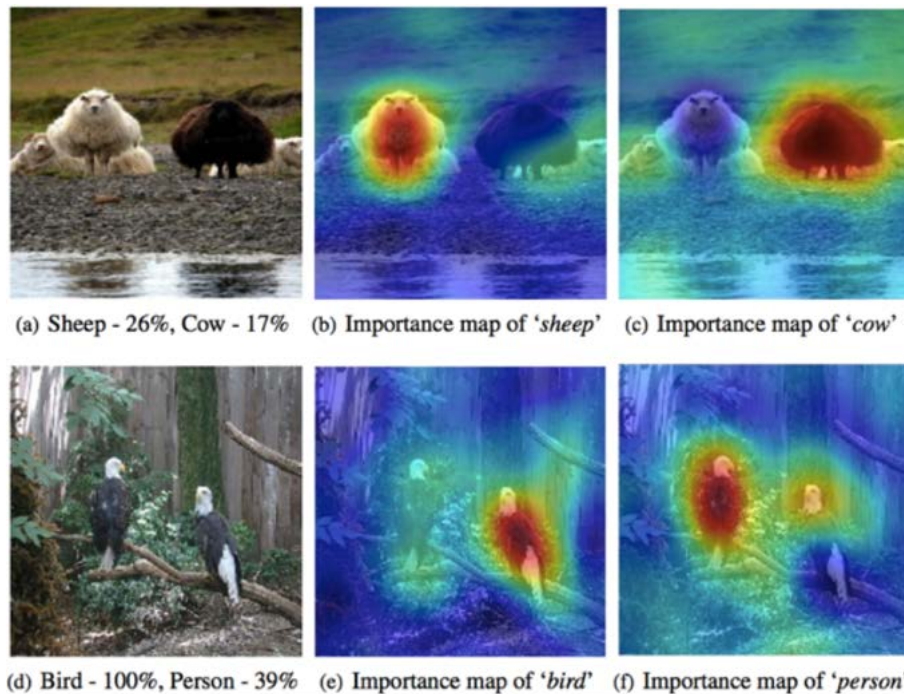 (a) Sheep - 26%, Cow - 17%
(b) Importance map of ‘sheep’
(c) Importance map of ‘cow’
(d) Bird - 100%, Person - 39%
(e) Importance map of ‘bird’
(f) Importance map of ‘person’